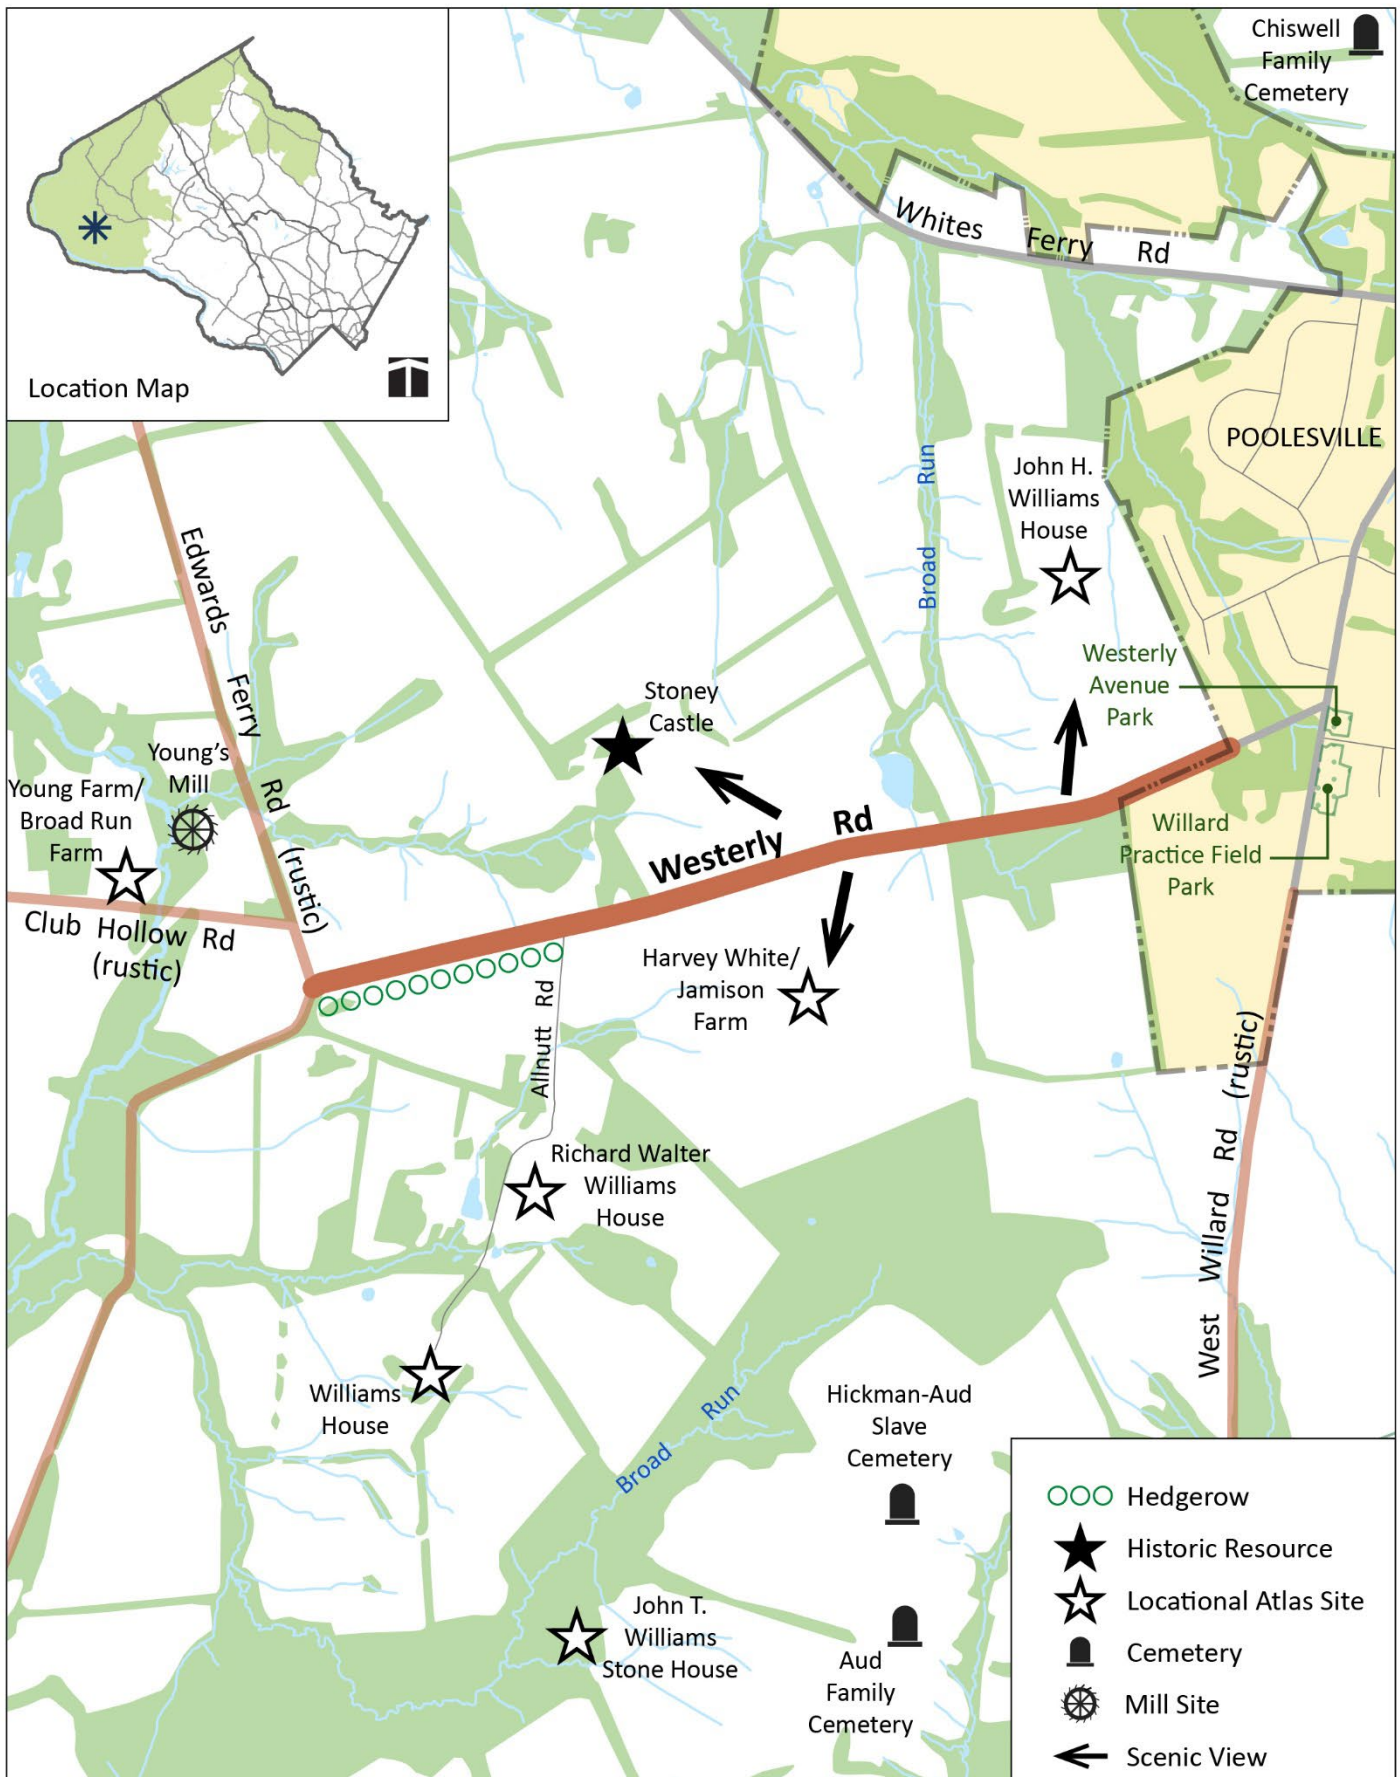 Chiswell
Family
Cemetery
Location Map
Whites Ferry Rd
POOLESVILLE
Broad Run
John H.
Williams
House
Edwards Ferry Rd (rustic)
Westerly
Avenue
Park
Stoney
Castle
Young's
Mill
Young Farm/
Broad Run
Farm
Westerly Rd
Willard
Practice Field
Park
Club Hollow Rd
(rustic)
Harvey White/
Jamison
Farm
Allnutt Rd
West Willard Rd (rustic)
Richard Walter
Williams
House
Williams
House
Broad Run
Hickman-Aud
Slave
Cemetery
John T.
Williams
Stone House
Aud
Family
Cemetery
Hedgerow
Historic Resource
Locational Atlas Site
Cemetery
Mill Site
Scenic View